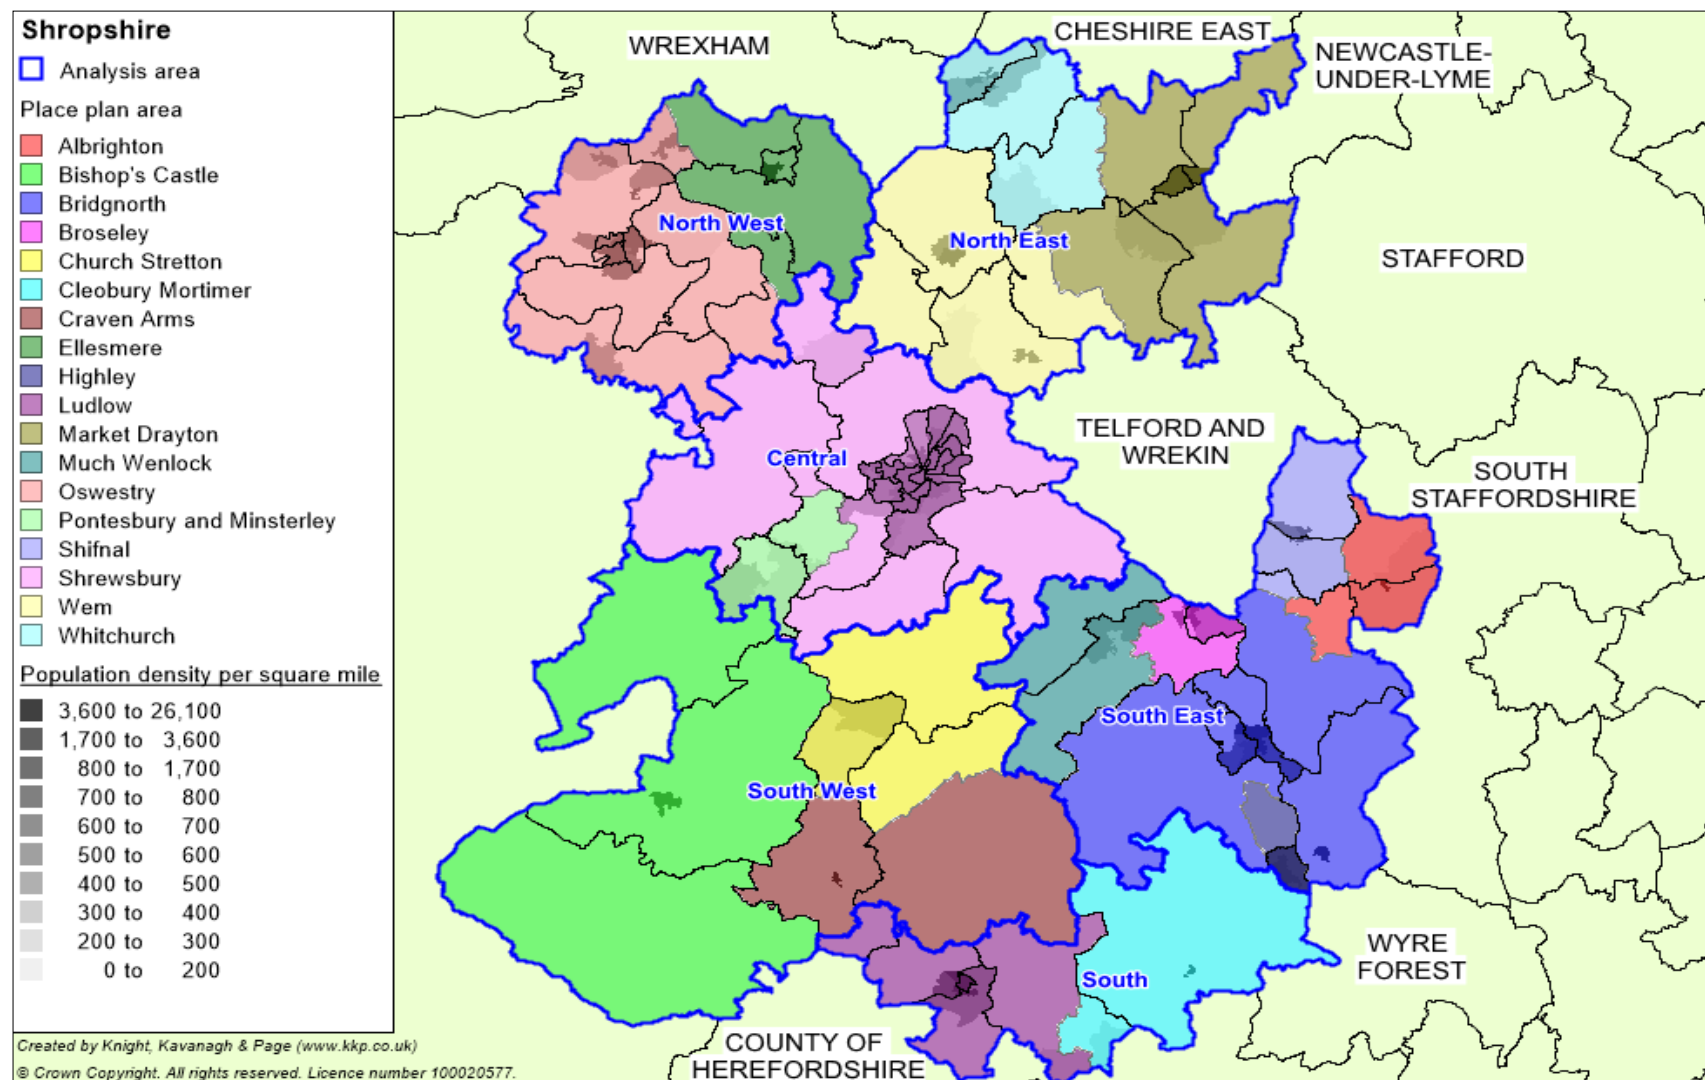 Shropshire
Analysis area
Place plan area
Albrighton
Bishop's Castle
Bridgnorth
Broseley
Church Stretton
Cleobury Mortimer
Craven Arms
Ellesmere
Highley
Ludlow
Market Drayton
Much Wenlock
Oswestry
Pontesbury and Minsterley
Shifnal
Shrewsbury
Wem
Whitchurch
Population density per square mile
3,600 to 26,100
1,700 to 3,600
800 to 1,700
700 to 800
600 to 700
500 to 600
400 to 500
300 to 400
200 to 300
0 to 200
Created by Knight, Kavanagh & Page (www.kkp.co.uk)
© Crown Copyright. All rights reserved. Licence number 100020577.
WREXHAM
CHESHIRE EAST
NEWCASTLE-
UNDER-LYME
North West
North East
STAFFORD
Central
TELFORD AND
WREKIN
SOUTH
STAFFORDSHIRE
South East
South West
WYRE
FOREST
South
COUNTY OF
HEREFORDSHIRE